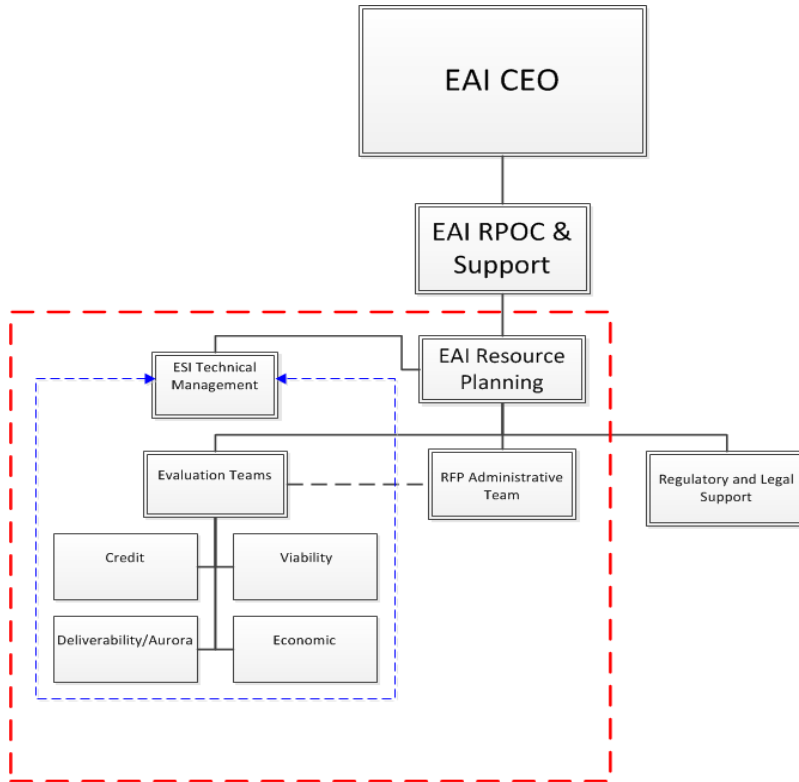 EAI CEO
EAI RPOC &
Support
EAI Resource
Planning
ESI Technical
Management
Evaluation Teams
RFP Administrative
Team
Regulatory and Legal
Support
Credit
Viability
Deliverability/Aurora
Economic